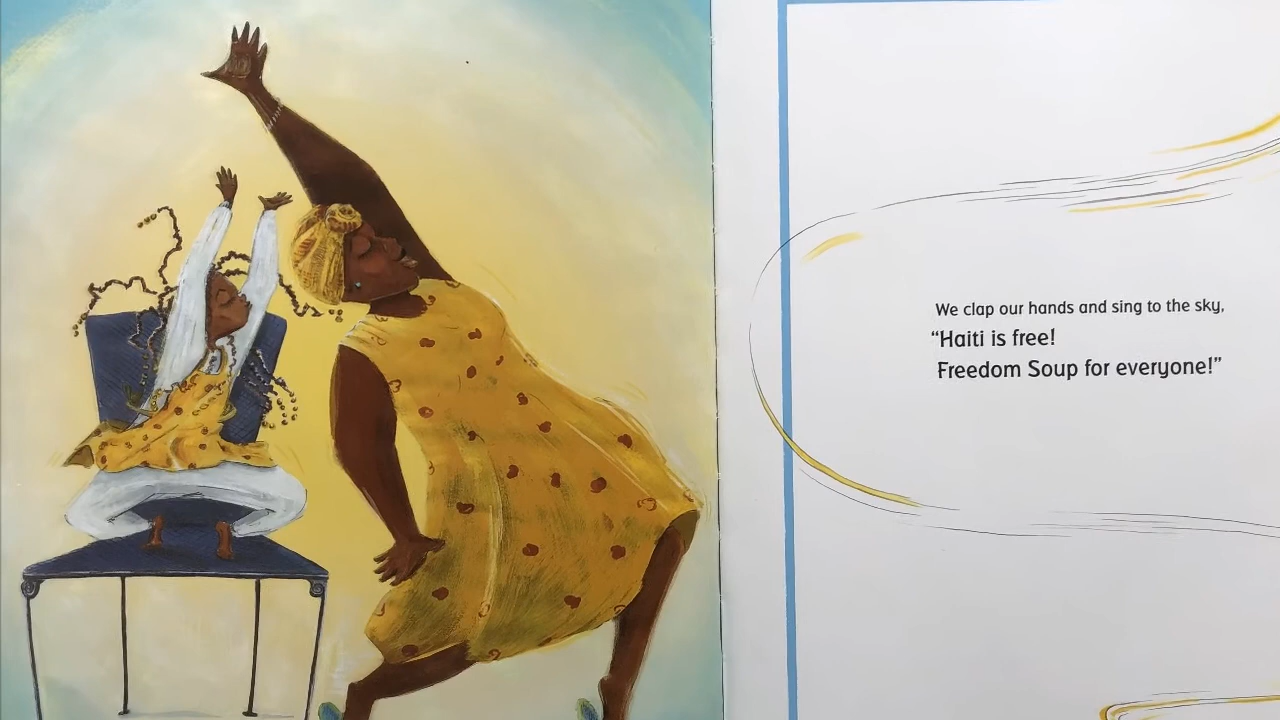 We clap our hands and sing to the sky,
“Haiti is free!
Freedom Soup for everyone!”